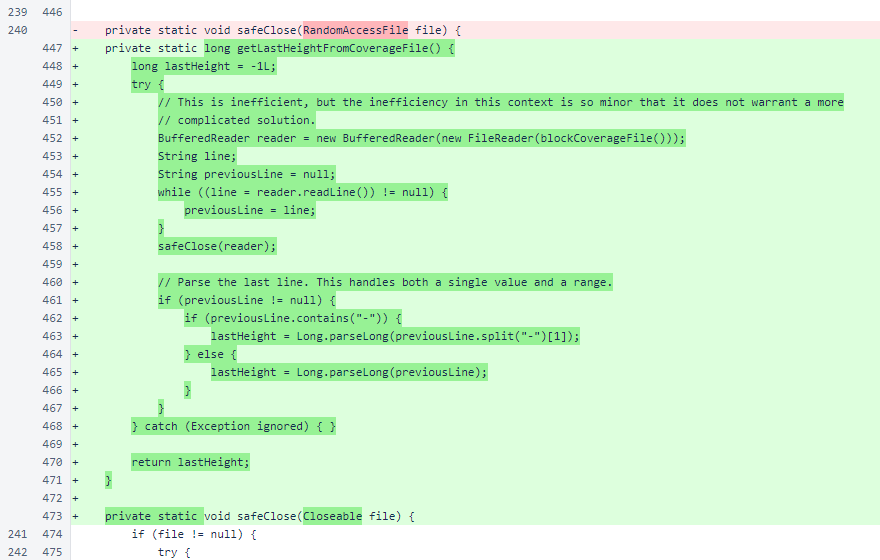 239 446
240 - private static void safeClose(RandomAccessFile file) {
447 + private static long getLastHeightFromCoverageFile() {
448 + long lastHeight = -1L;
449 + try {
450 + // This is inefficient, but the inefficiency in this context is so minor that it does not warrant a more
451 + // complicated solution.
452 + BufferedReader reader = new BufferedReader(new FileReader(blockCoverageFile()));
453 + String line;
454 + String previousLine = null;
455 + while ((line = reader.readLine()) != null) {
456 + previousLine = line;
457 + }
458 + safeClose(reader);
459 +
460 + // Parse the last line. This handles both a single value and a range.
461 + if (previousLine != null) {
462 + if (previousLine.contains("-")) {
463 + lastHeight = Long.parseLong(previousLine.split("-")[1]);
464 + } else {
465 + lastHeight = Long.parseLong(previousLine);
466 + }
467 + }
468 + } catch (Exception ignored) { }
469 +
470 + return lastHeight;
471 + }
472 +
473 + private static void safeClose(Closeable file) {
241 474 if (file != null) {
242 475 try {